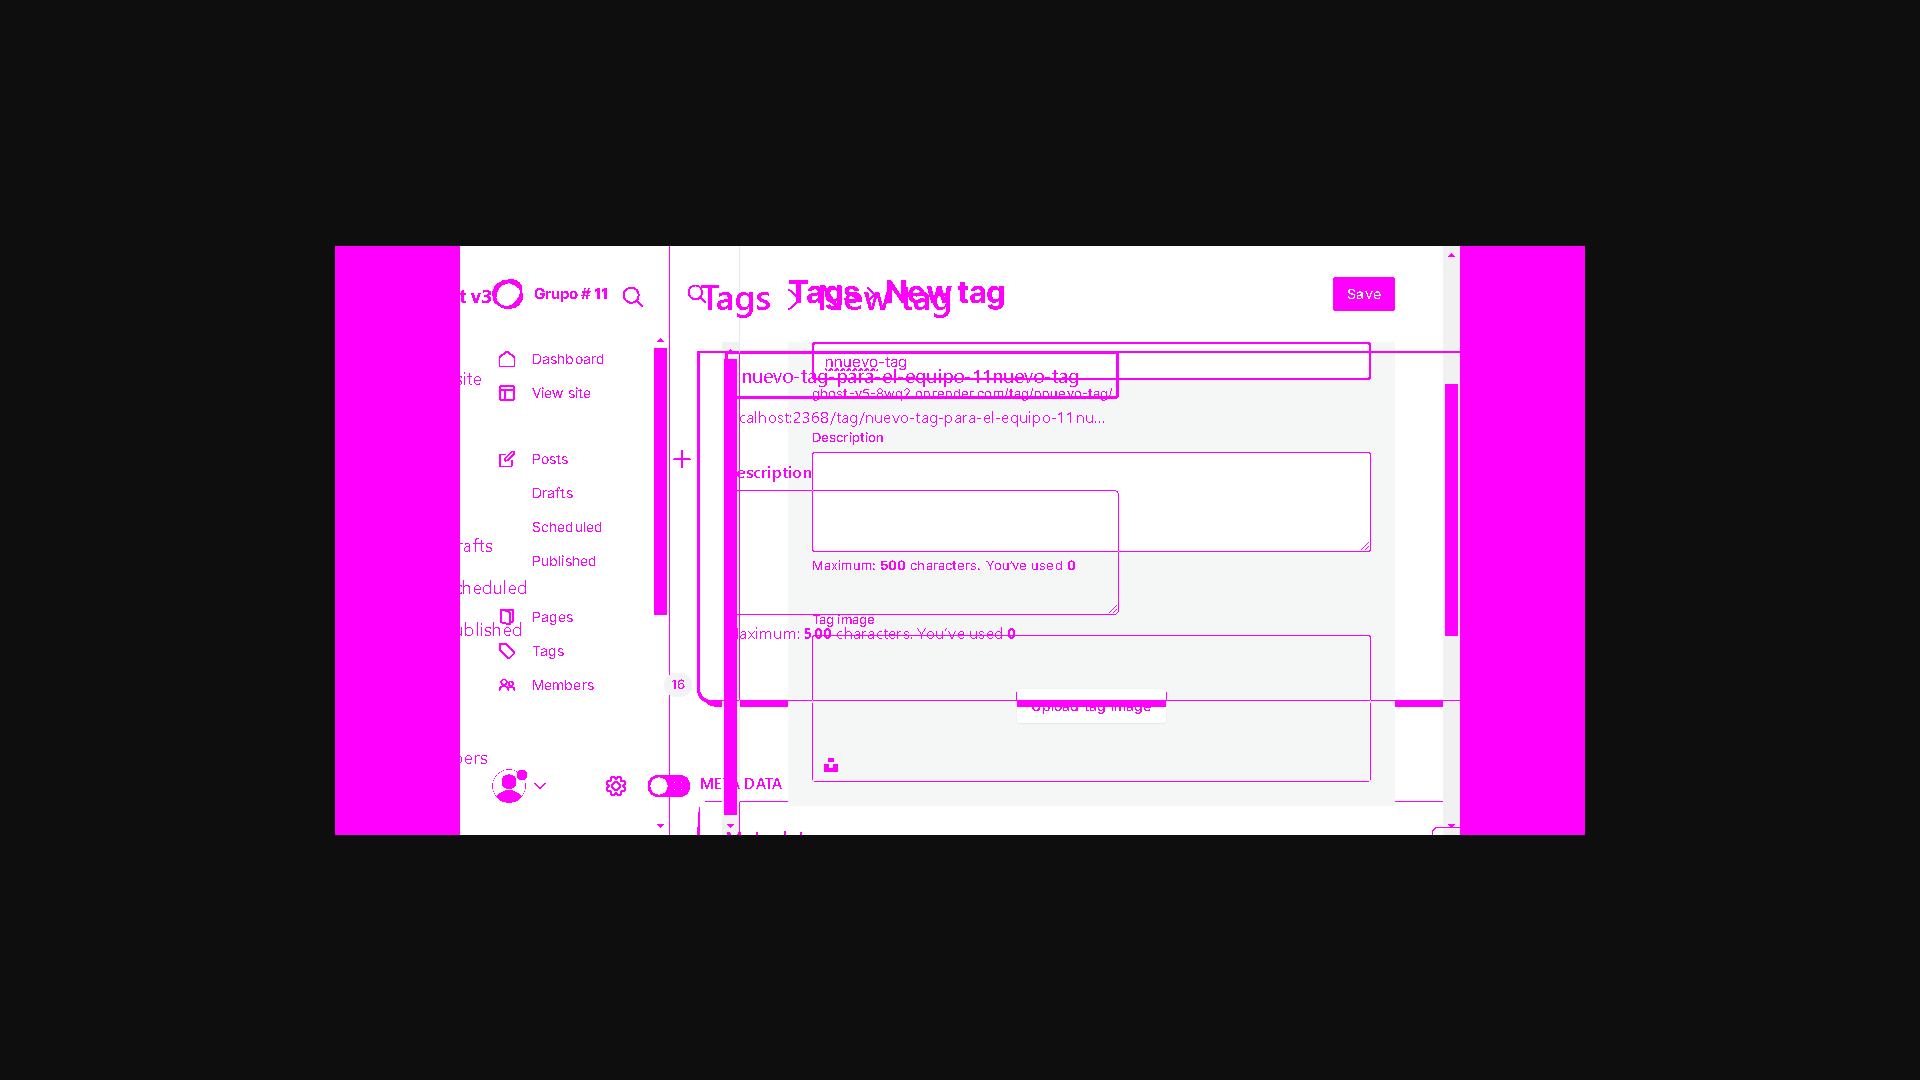 t v3
Grupo # 11
Tags
New tag
Tags
New tag
Save
Dashboard
site
View site
nnuevo-tag
nuevo-tag-para-el-equipo-11nuevo-tag
ghost-v5-8wq2.onrender.com/tag/nnuevo-tag/
calhost:2368/tag/nuevo-tag-para-el-equipo-11nu...
Description
Posts
escription
Drafts
Scheduled
rafts
Published
Maximum: 500 characters. You've used 0
cheduled
Pages
Tag image
ublished
aximum: 500 characters. You've used 0
Tags
Members
16
Upload tag image
bers
META DATA